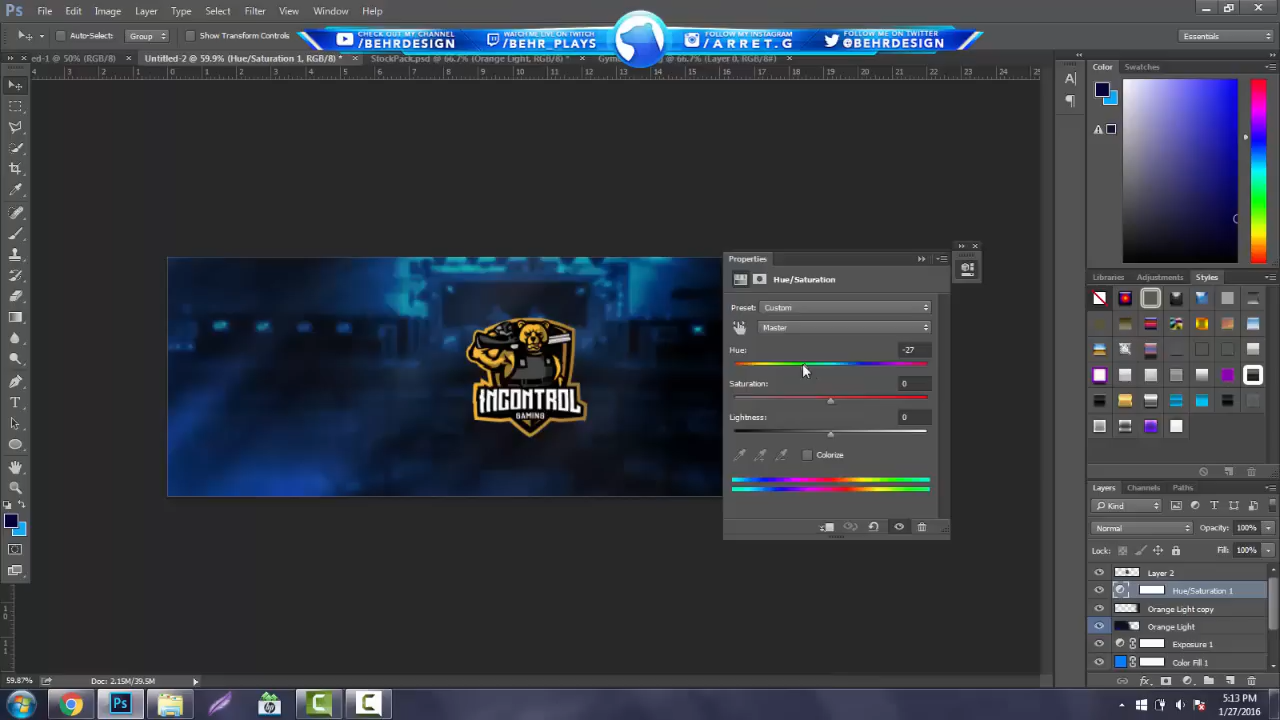 Ps File Edit Image Layer Type Select Filter View Window Help
Auto-Select: Group Show Transform Controls
CHECK OUT MY CHANNEL
/BEHRDESIGN
WATCH ME LIVE ON TWITCH
/BEHR_PLAYS
FOLLOW MY INSTAGRAM
/ARRET.G
FOLLOW ME ON TWITTER
@BEHRDESIGN
Essentials
ed-1 @ 50% (RGB/8) * Untitled-2 @ 59.9% (Hue/Saturation 1, RGB/8) * StockPack.psd @ 66.7% (Orange Light, RGB/8) * @ 66.7% (Layer 0, RGB/8#)
Color Swatches
Properties
Hue/Saturation
Preset: Custom
Master
Hue: -27
Saturation: 0
Lightness: 0
Colorize
INCONTROL
GAMING
Libraries Adjustments Styles
Layers Channels Paths
Kind
Normal Opacity: 100%
Lock: Fill: 100%
Layer 2
Hue/Saturation 1
Orange Light copy
Orange Light
Exposure 1
Color Fill 1
59.87% Doc: 2.15M/39.5M
5:13 PM
1/27/2016